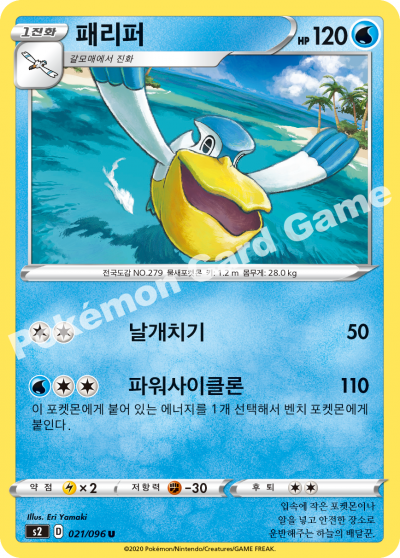 1진화
패리퍼
HP 120
갈모매에서 진화
전국도감 NO.279 물새포켓몬 키: 1.2 m 몸무게: 28.0 kg
Pokémon Card Game
날개치기 50
파워사이클론 110
이 포켓몬에게 붙어 있는 에너지를 1개 선택해서 벤치 포켓몬에게
붙인다.
약점 ×2 저항력 -30 후퇴
Illus. Eri Yamaki
s2 D 021/096 U
입속에 작은 포켓몬이나
알을 넣고 안전한 장소로
운반해주는 하늘의 배달꾼.
©2020 Pokémon/Nintendo/Creatures/GAME FREAK.